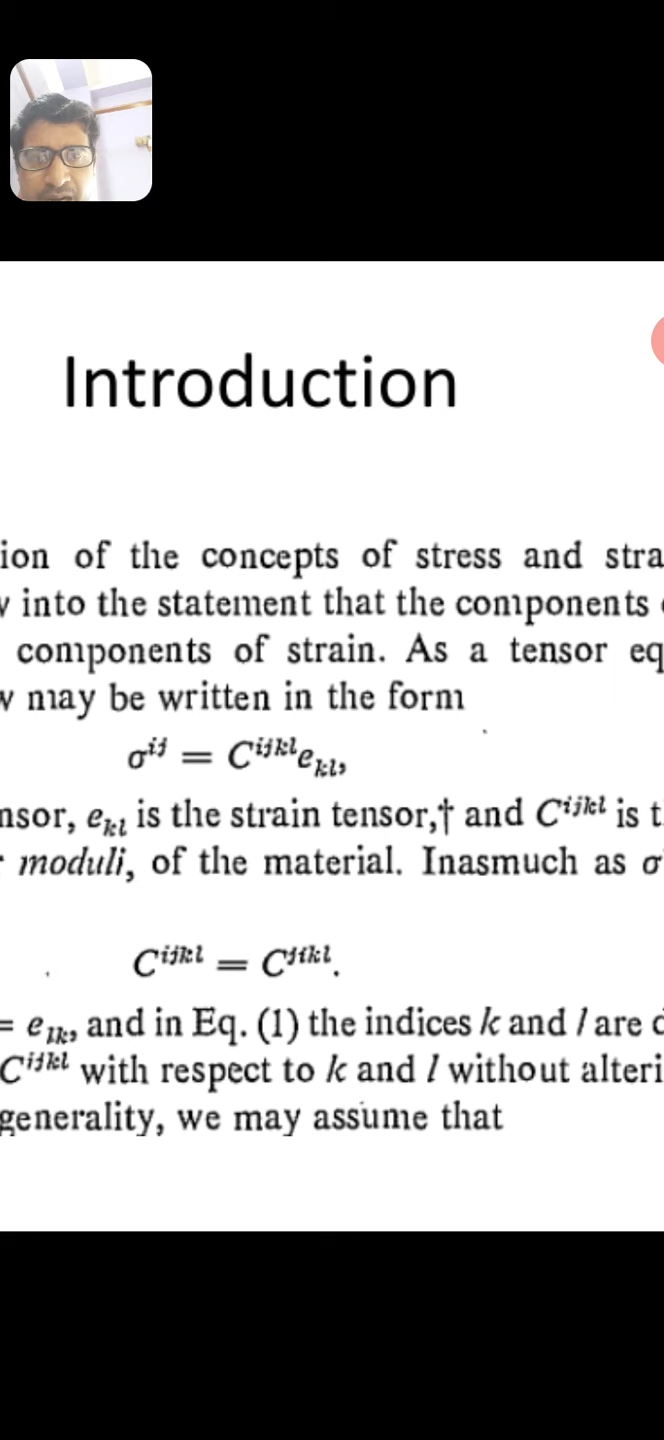 Introduction
ion of the concepts of stress and stra
into the statement that the components
components of strain. As a tensor eq
w may be written in the form
σ^{ij} = C^{ijkl}e_{kl},
nsor, e_{kl} is the strain tensor,† and C^{ijkl} is t
moduli, of the material. Inasmuch as σ
C^{ijkl} = C^{jikl}.
= e_{lk}, and in Eq. (1) the indices k and l are d
C^{ijkl} with respect to k and l without alteri
generality, we may assume that